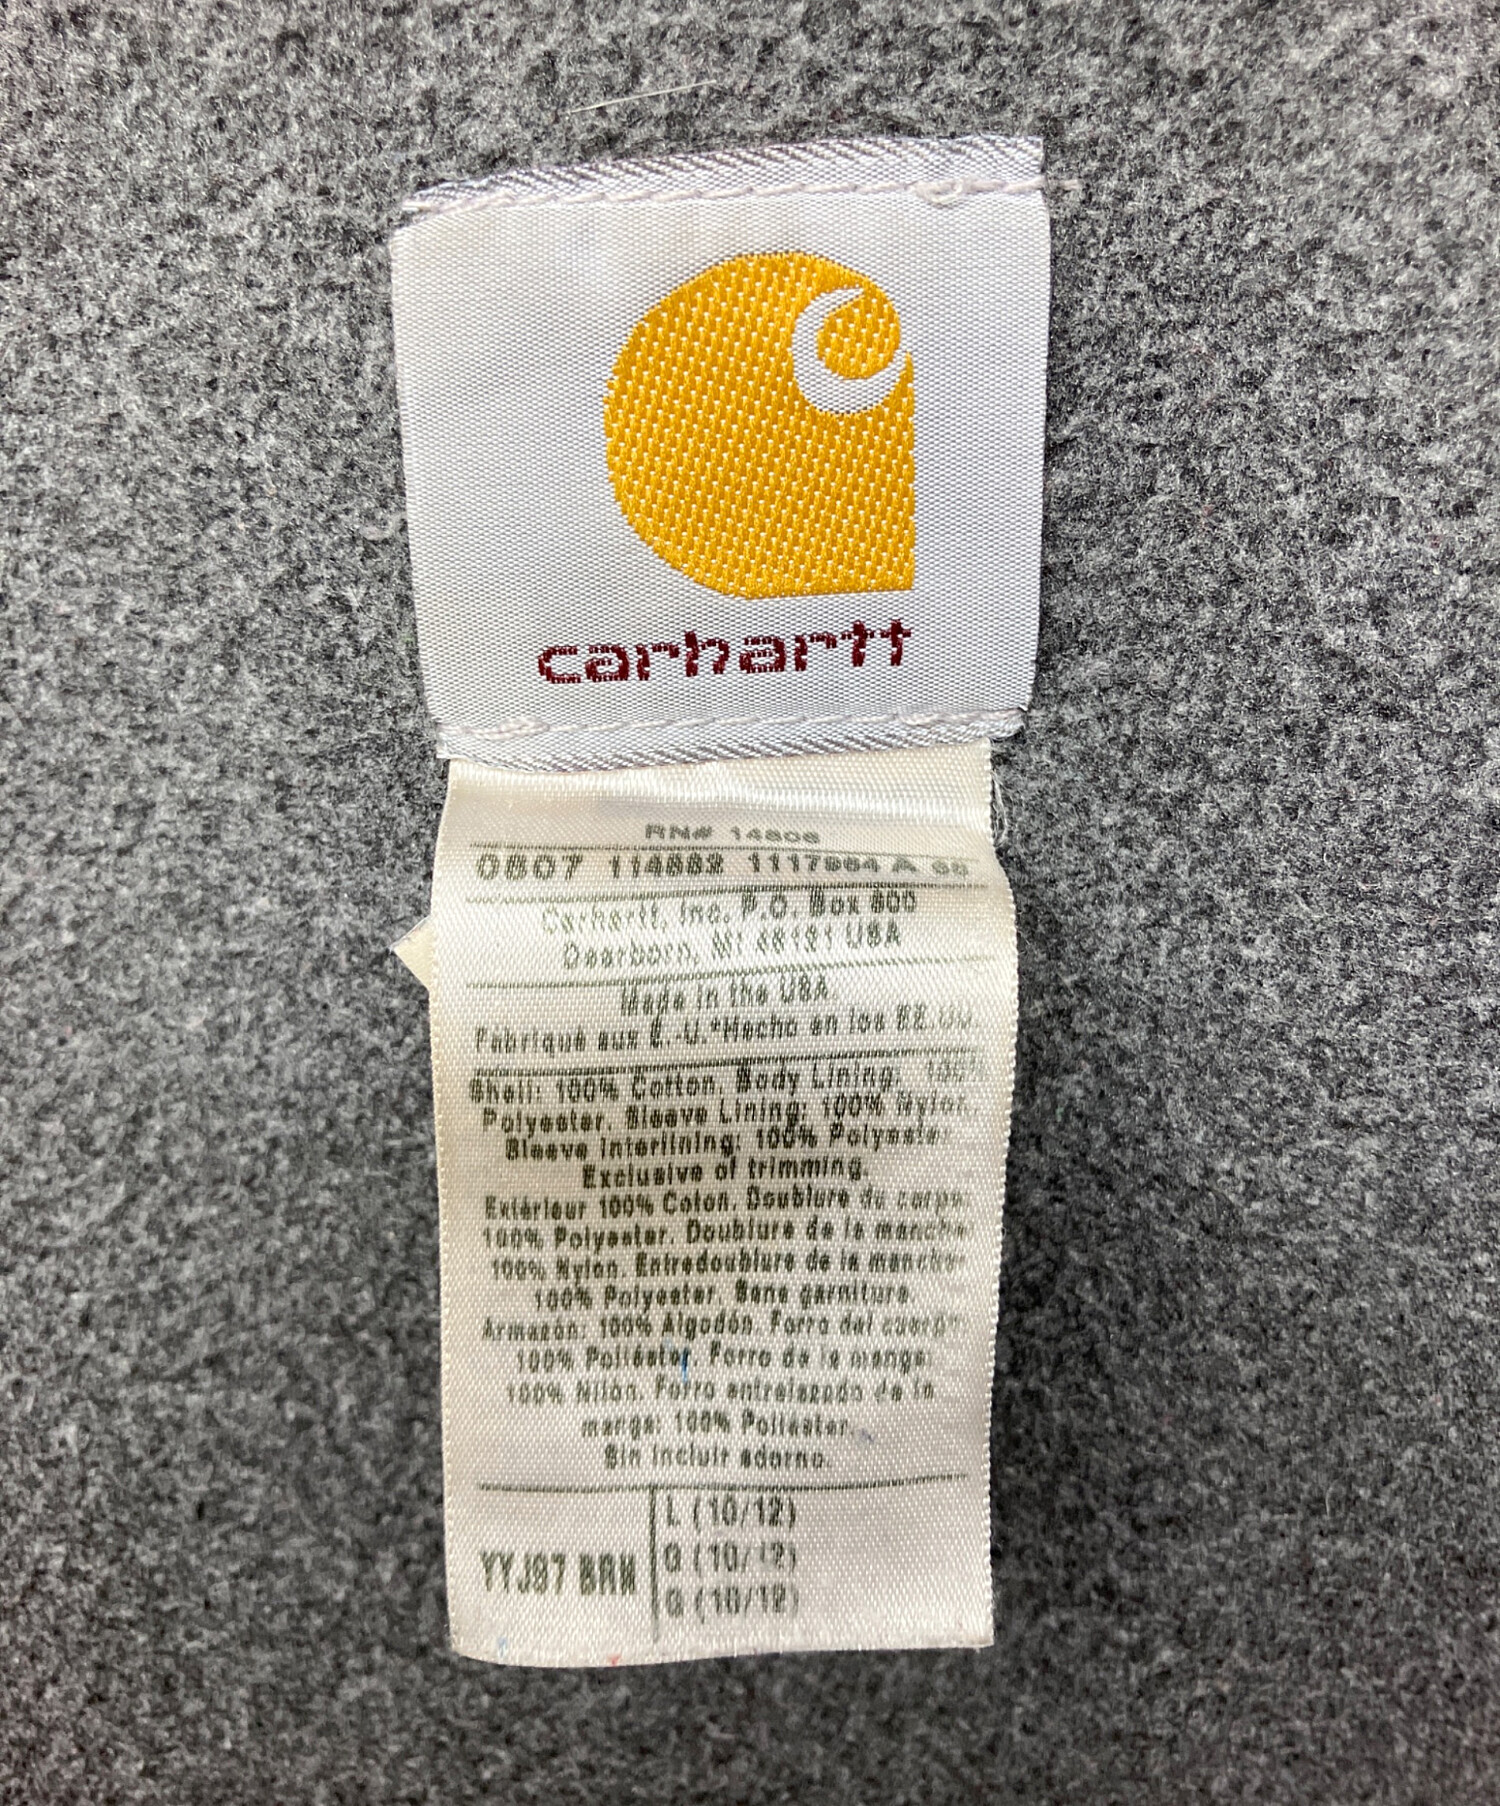 carhartt
RN# 14806
0807 114882 1117964 A 66
Carhartt, Inc. P.O. Box 600
Dearborn, MI 48121 USA
Made in the USA.
Fabriqué aux É.-U.*Hecho en los EE.UU.
Shell: 100% Cotton. Body Lining: 100%
Polyester. Sleeve Lining: 100% Nylon.
Sleeve Interlining: 100% Polyester.
Exclusive of trimming.
Extérieur 100% Coton. Doublure du corps:
100% Polyester. Doublure de la manche
100% Nylon. Entredoublure de la manche
100% Polyester. Sans garniture.
Armazón: 100% Algodón. Forro del cuerpo
100% Poliéster. Forro de la manga:
100% Nilón. Forro entrelazado de la
manga: 100% Poliester.
Sin incluir adorno.
YYJ97 BRN
L (10/12)
G (10/12)
G (10/12)